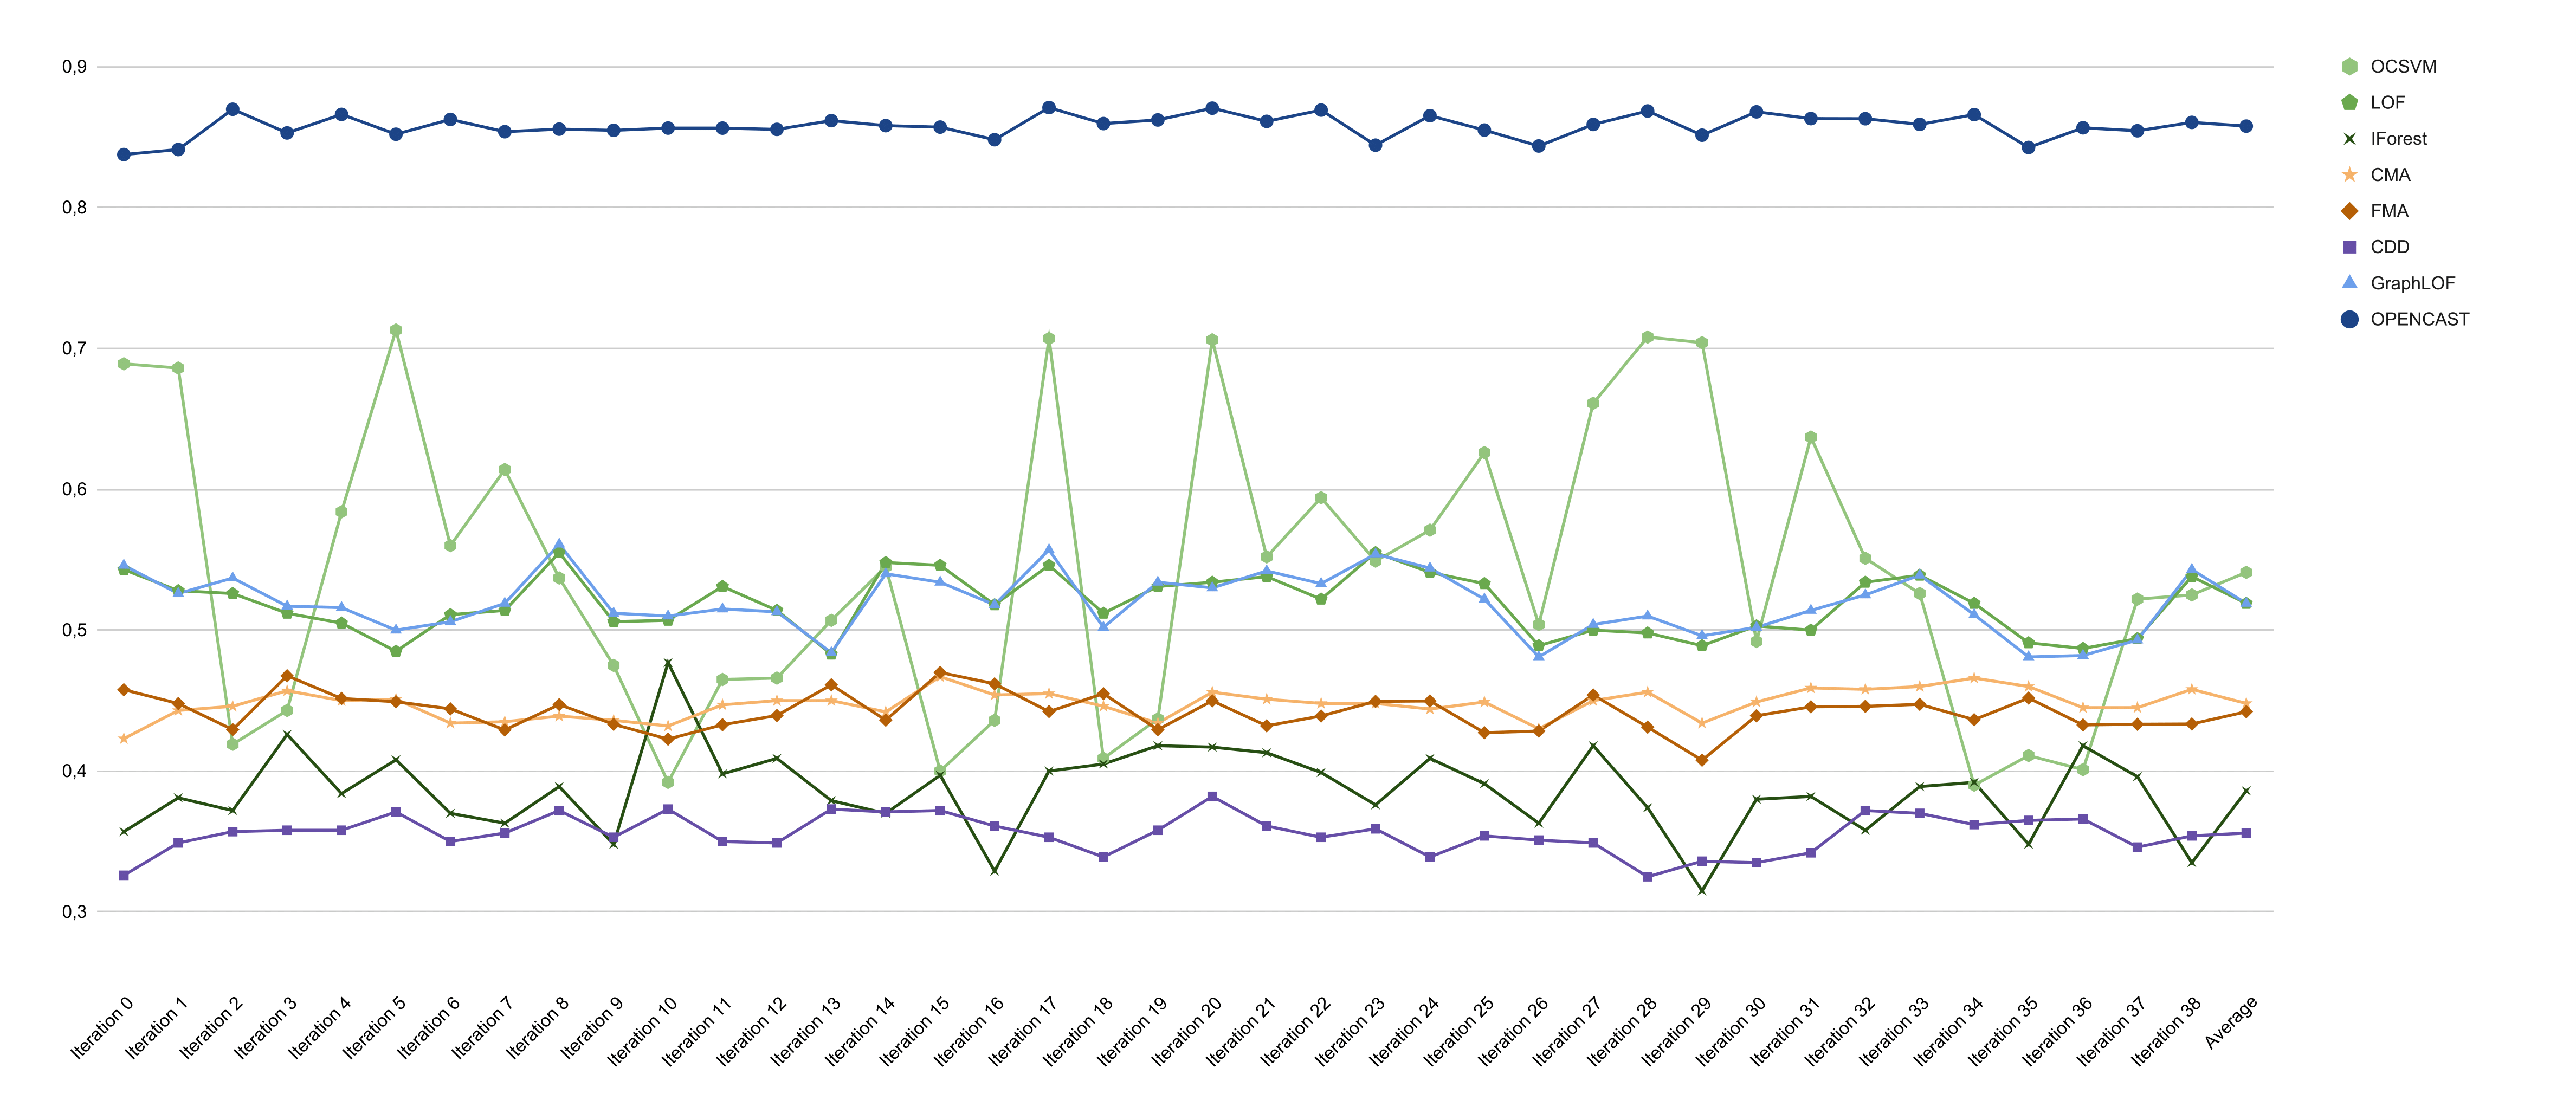 0,9
0,8
0,7
0,6
0,5
0,4
0,3
Iteration 0
Iteration 1
Iteration 2
Iteration 3
Iteration 4
Iteration 5
Iteration 6
Iteration 7
Iteration 8
Iteration 9
Iteration 10
Iteration 11
Iteration 12
Iteration 13
Iteration 14
Iteration 15
Iteration 16
Iteration 17
Iteration 18
Iteration 19
Iteration 20
Iteration 21
Iteration 22
Iteration 23
Iteration 24
Iteration 25
Iteration 26
Iteration 27
Iteration 28
Iteration 29
Iteration 30
Iteration 31
Iteration 32
Iteration 33
Iteration 34
Iteration 35
Iteration 36
Iteration 37
Iteration 38
Average
OCSVM
LOF
IForest
CMA
FMA
CDD
GraphLOF
OPENCAST